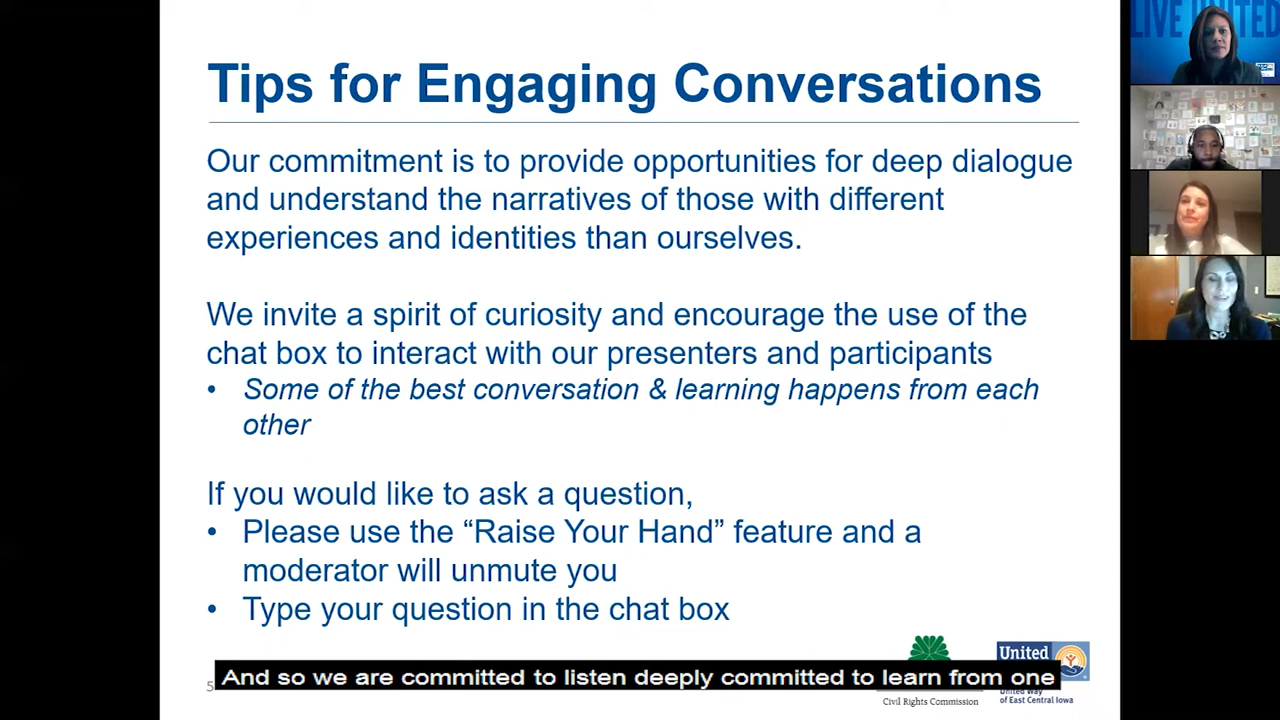 LIVE UNITED
Tips for Engaging Conversations
Our commitment is to provide opportunities for deep dialogue
and understand the narratives of those with different
experiences and identities than ourselves.
We invite a spirit of curiosity and encourage the use of the
chat box to interact with our presenters and participants
• Some of the best conversation & learning happens from each
other
If you would like to ask a question,
• Please use the “Raise Your Hand” feature and a
moderator will unmute you
• Type your question in the chat box
United
And so we are committed to listen deeply committed to learn from one
5
Civil Rights Commission
United Way
of East Central Iowa